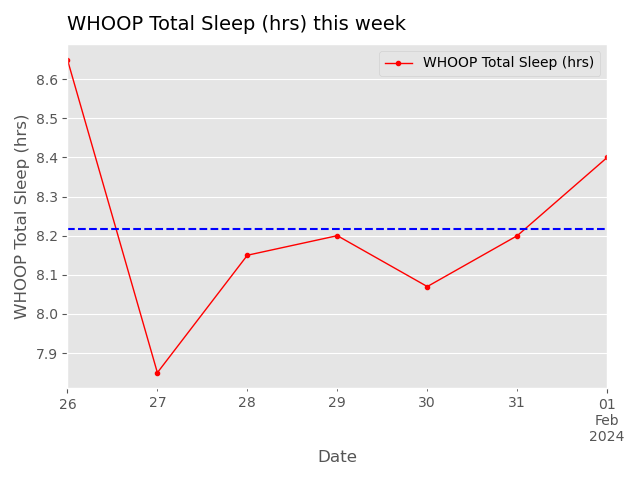 WHOOP Total Sleep (hrs) this week
WHOOP Total Sleep (hrs)
WHOOP Total Sleep (hrs)
8.6
8.5
8.4
8.3
8.2
8.1
8.0
7.9
26 27 28 29 30 31 01
Feb
2024
Date